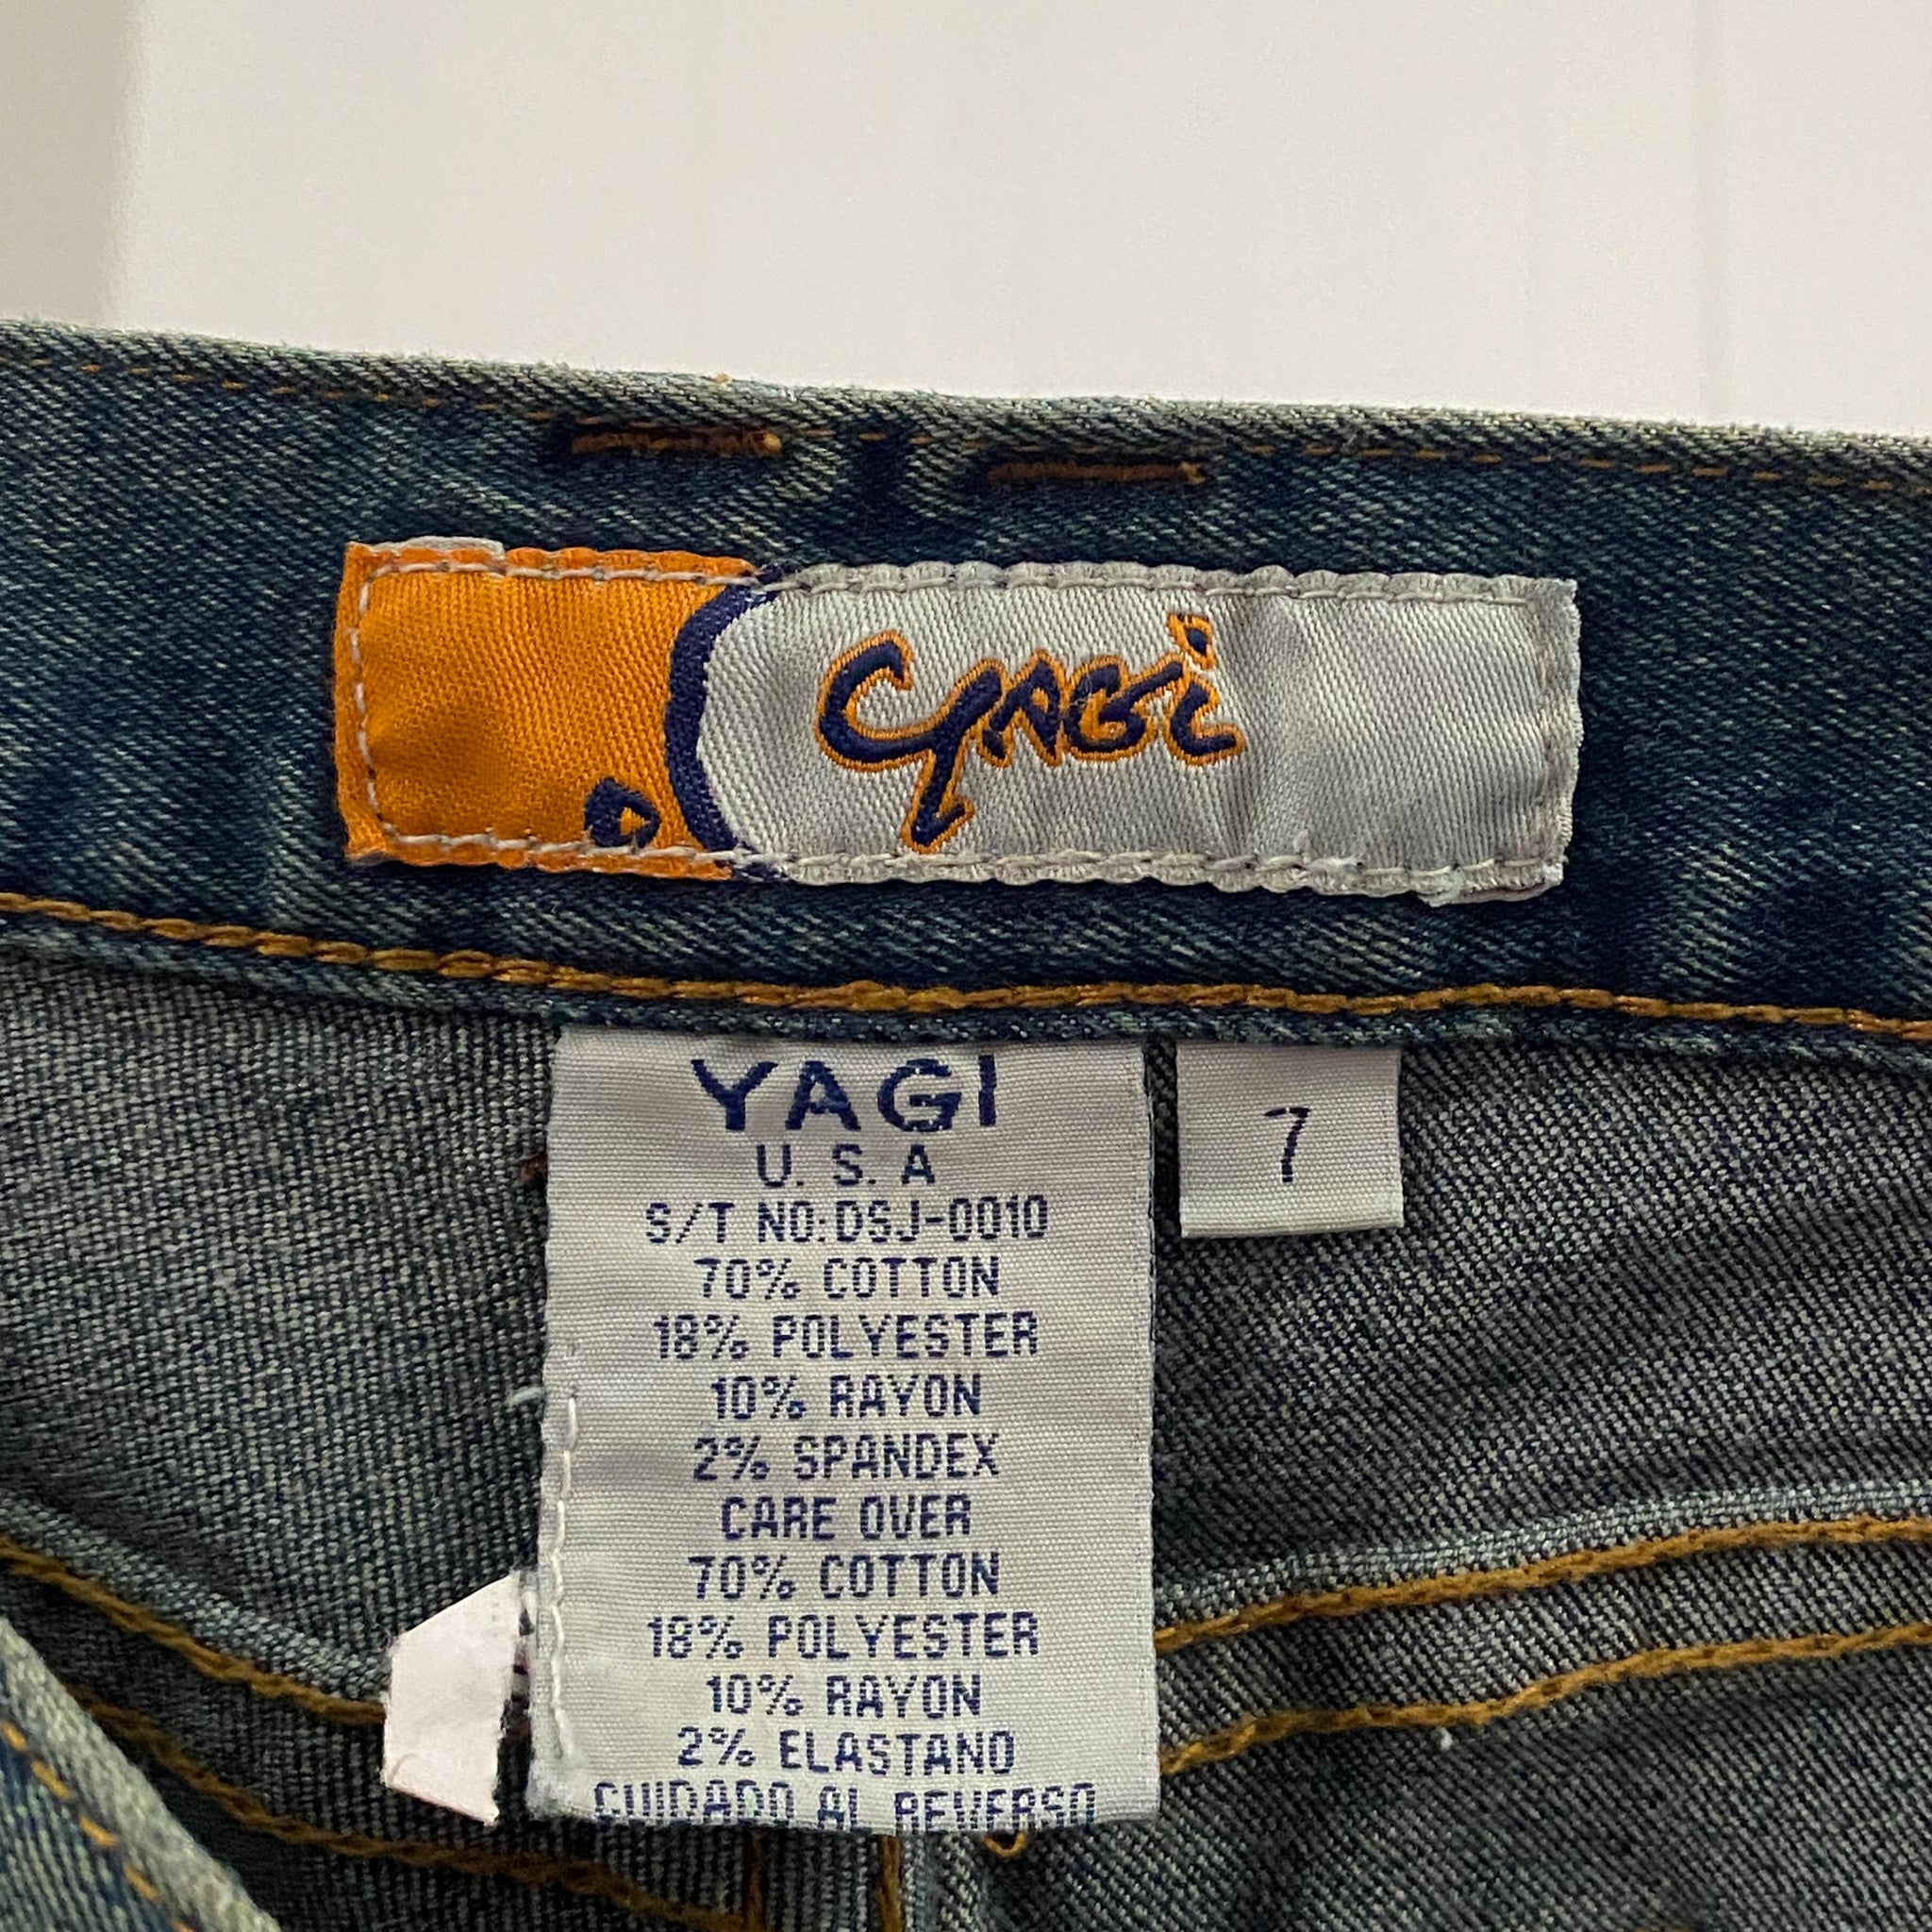 YAGI
YAGI
U.S.A
S/T NO:DSJ-0010
70% COTTON
18% POLYESTER
10% RAYON
2% SPANDEX
CARE OVER
70% COTTON
18% POLYESTER
10% RAYON
2% ELASTANO
CUIDADO AL REVERSO
7